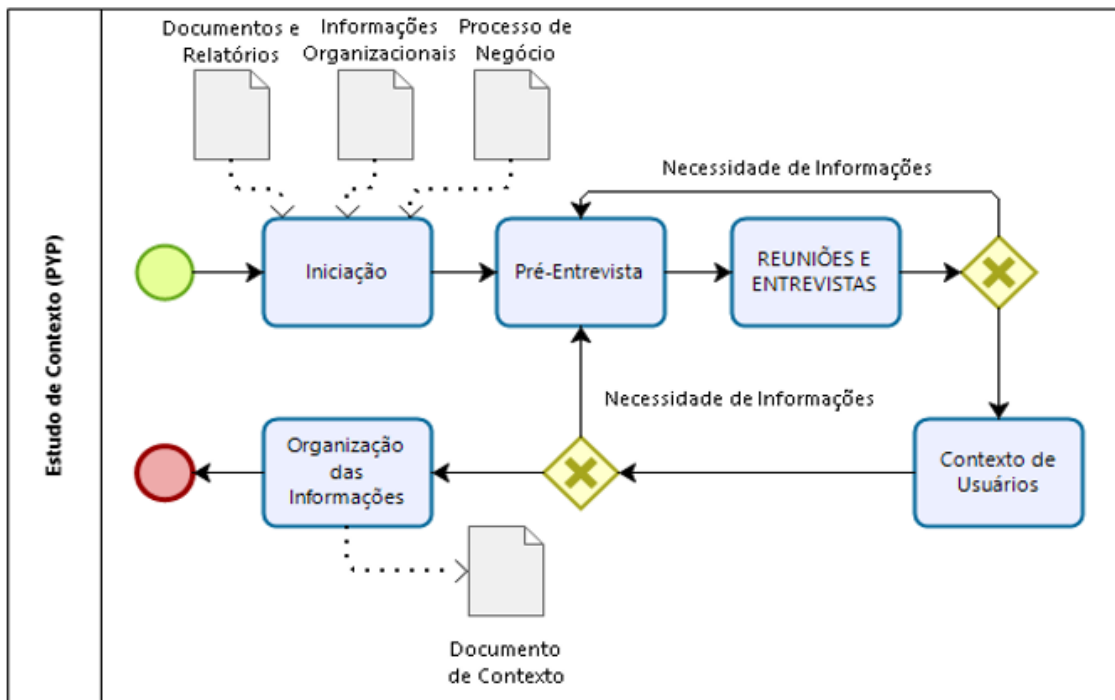 Estudo de Contexto (PYP)
Documentos e
Relatórios
Informações
Organizacionais
Processo de
Negócio
Necessidade de Informações
Iniciação
Pré-Entrevista
REUNIÕES E
ENTREVISTAS
Necessidade de Informações
Organização
das
Informações
Contexto de
Usuários
Documento
de Contexto